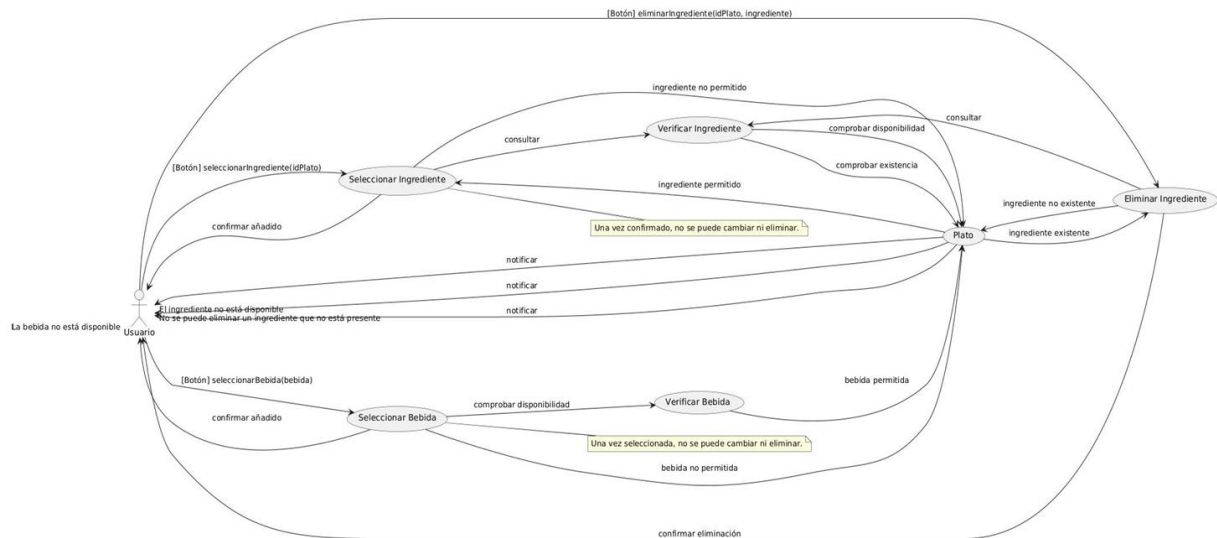 [Botón] eliminarIngrediente(idPlato, ingrediente)
ingrediente no permitido
Verificar Ingrediente
consultar
comprobar disponibilidad
consultar
[Botón] seleccionarIngrediente(idPlato)
comprobar existencia
Seleccionar Ingrediente
ingrediente permitido
Eliminar Ingrediente
ingrediente no existente
confirmar añadido
Una vez confirmado, no se puede cambiar ni eliminar.
Plato
ingrediente existente
notificar
notificar
El ingrediente no está disponible
notificar
No se puede eliminar un ingrediente que no está presente
La bebida no está disponible
Usuario
[Botón] seleccionarBebida(bebida)
bebida permitida
Verificar Bebida
comprobar disponibilidad
confirmar añadido
Seleccionar Bebida
Una vez seleccionada, no se puede cambiar ni eliminar.
bebida no permitida
confirmar eliminación